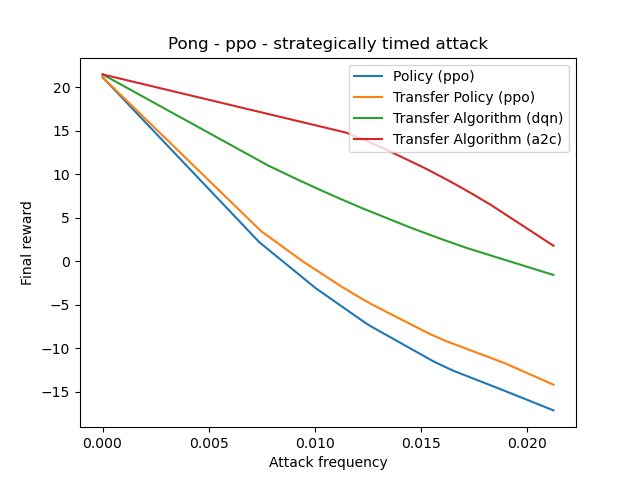 Pong - ppo - strategically timed attack
Policy (ppo)
Transfer Policy (ppo)
Transfer Algorithm (dqn)
Transfer Algorithm (a2c)
Final reward
20
15
10
5
0
−5
−10
−15
0.000 0.005 0.010 0.015 0.020
Attack frequency